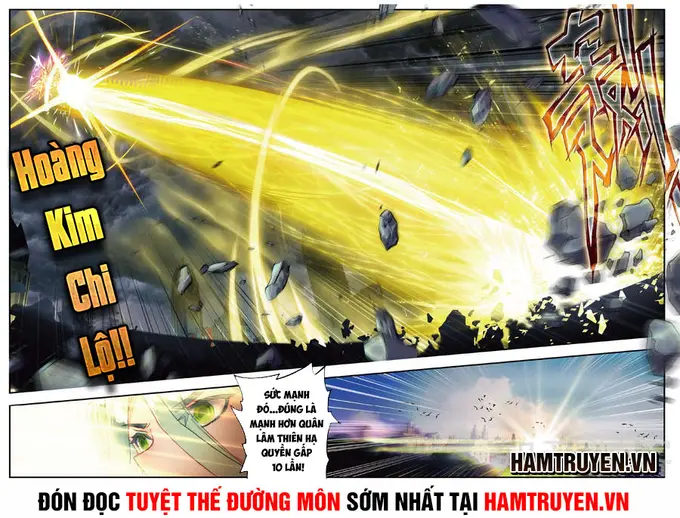 Hoàng
Kim
Chi
Lộ!!
SỨC MẠNH
ĐÓ...ĐÚNG LÀ
MẠNH HƠN QUÂN
LÂM THIÊN HẠ
QUYỀN GẤP
10 LẦN!
HAMTRUYEN.VN
ĐÓN ĐỌC TUYỆT THẾ ĐƯỜNG MÔN SỚM NHẤT TẠI HAMTRUYEN.VN